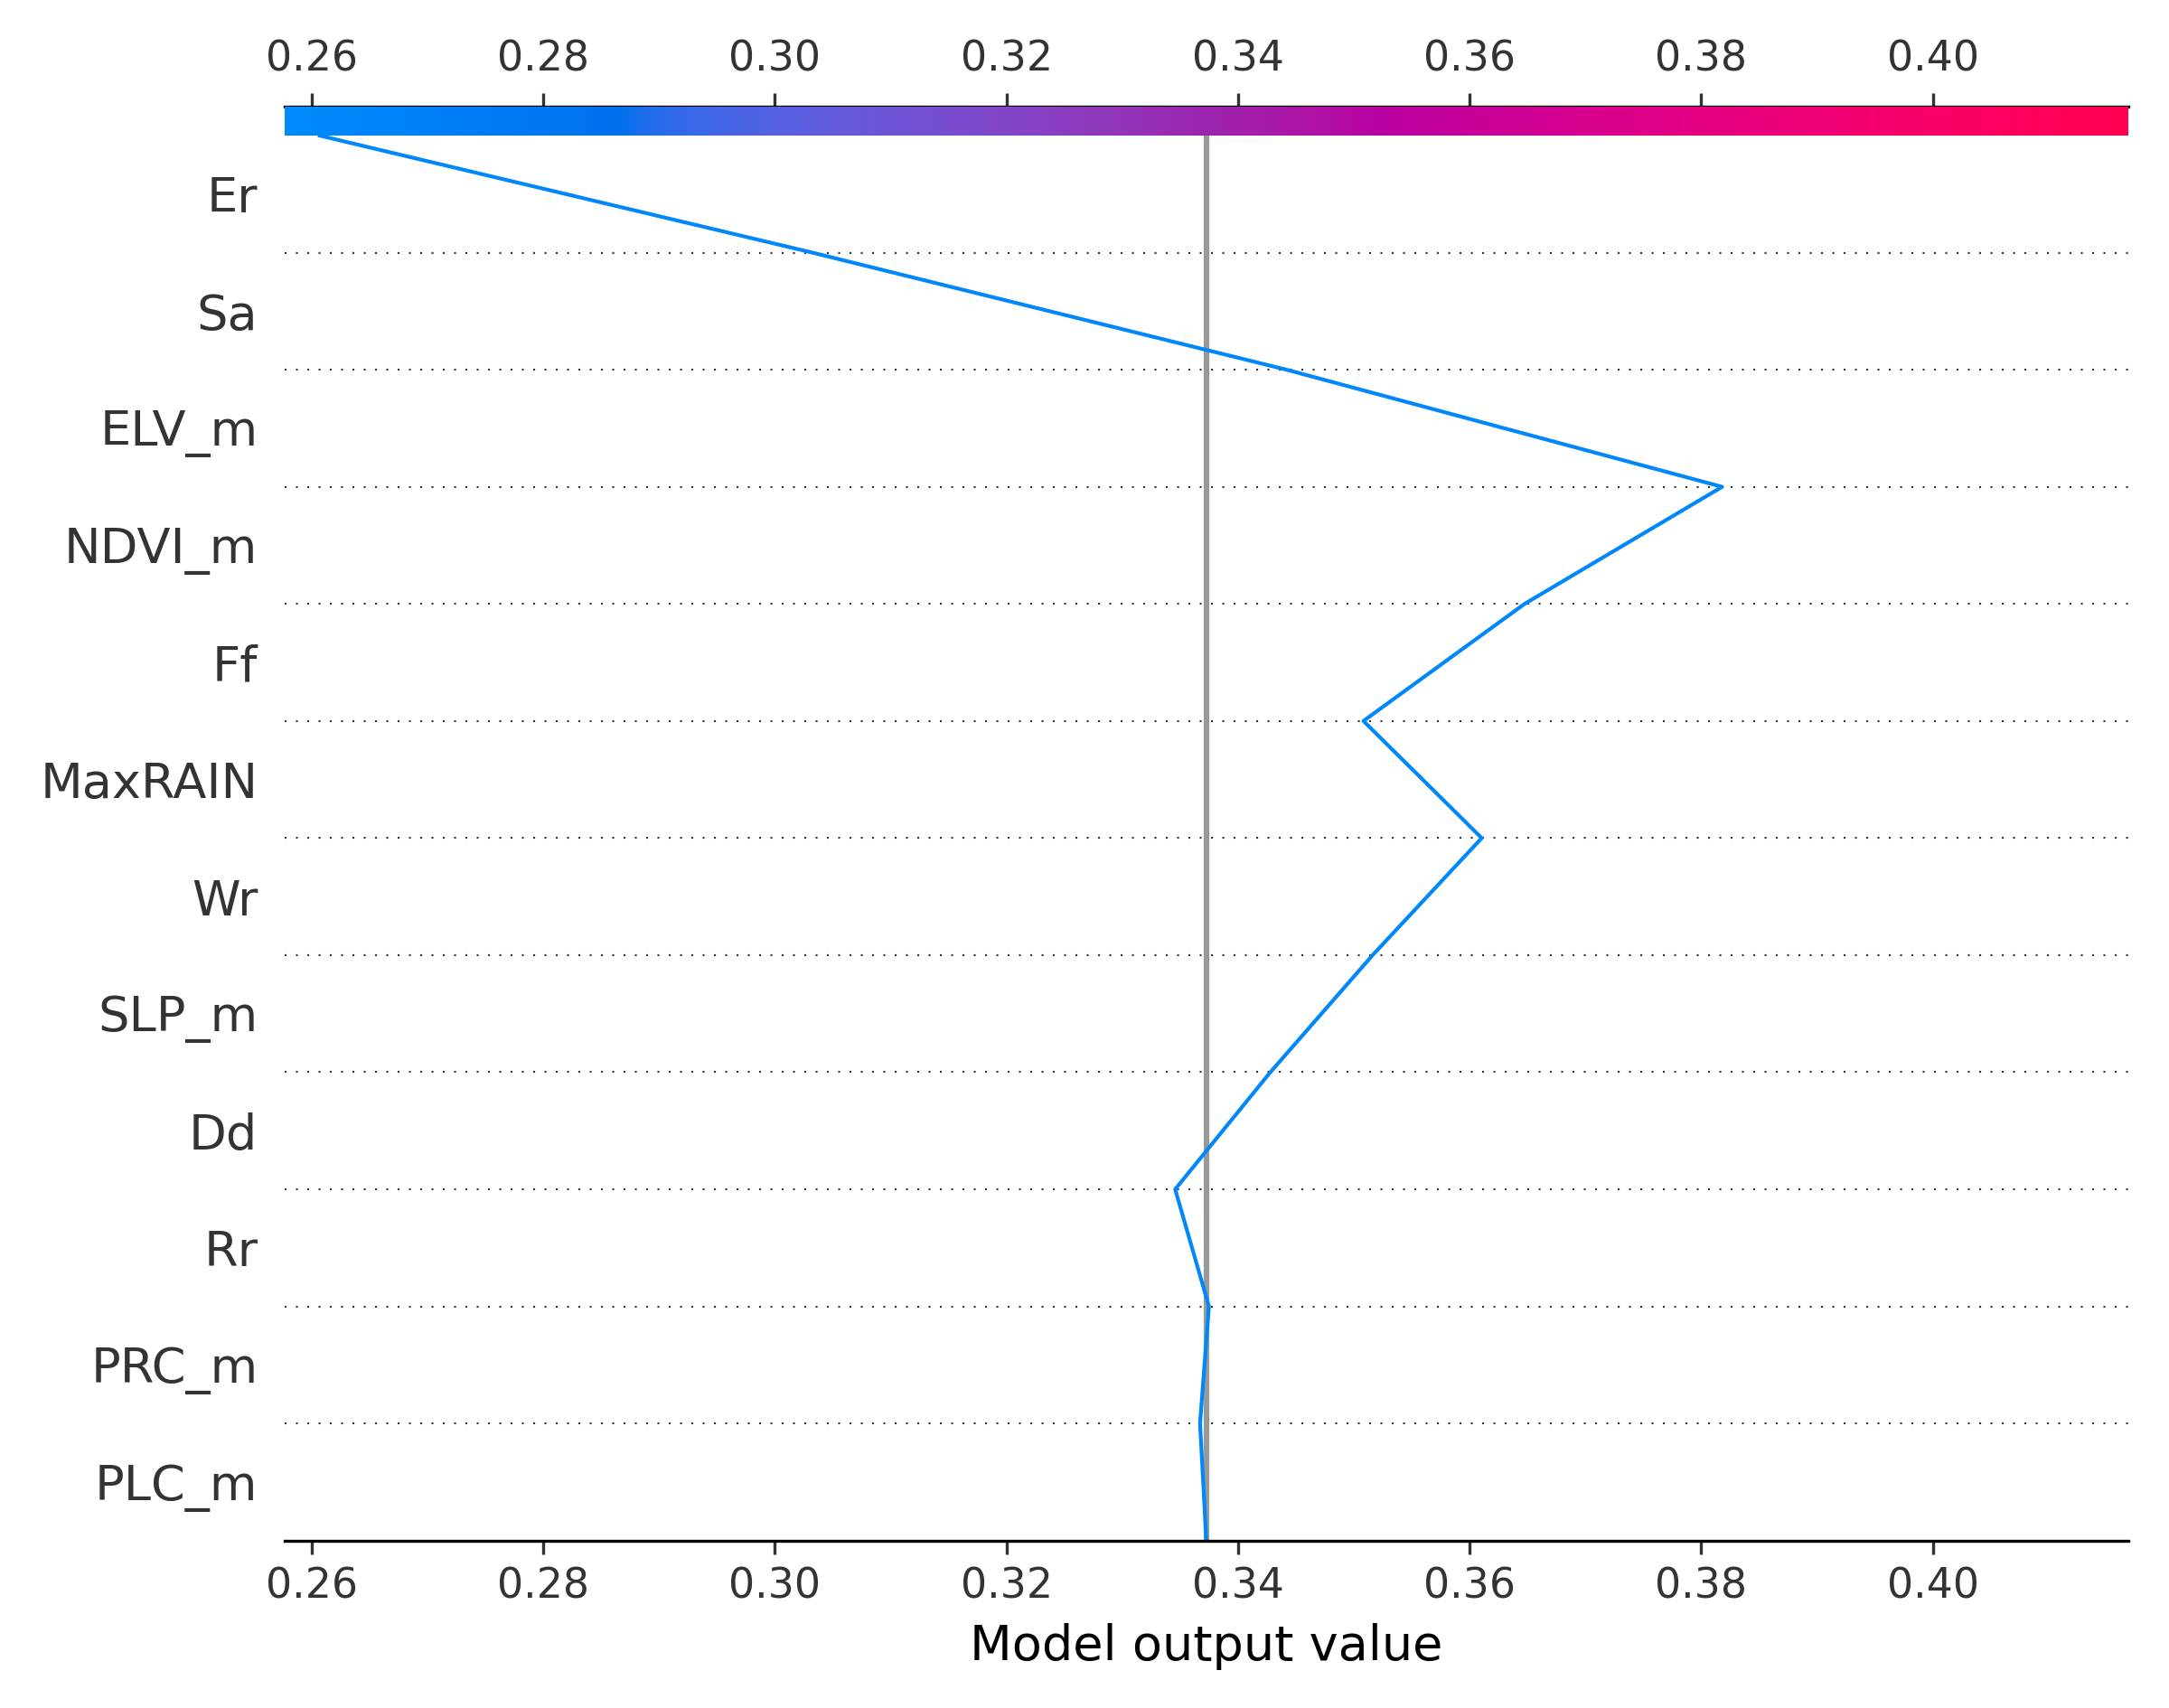 0.26 0.28 0.30 0.32 0.34 0.36 0.38 0.40
Er
Sa
ELV_m
NDVI_m
Ff
MaxRAIN
Wr
SLP_m
Dd
Rr
PRC_m
PLC_m
0.26 0.28 0.30 0.32 0.34 0.36 0.38 0.40
Model output value